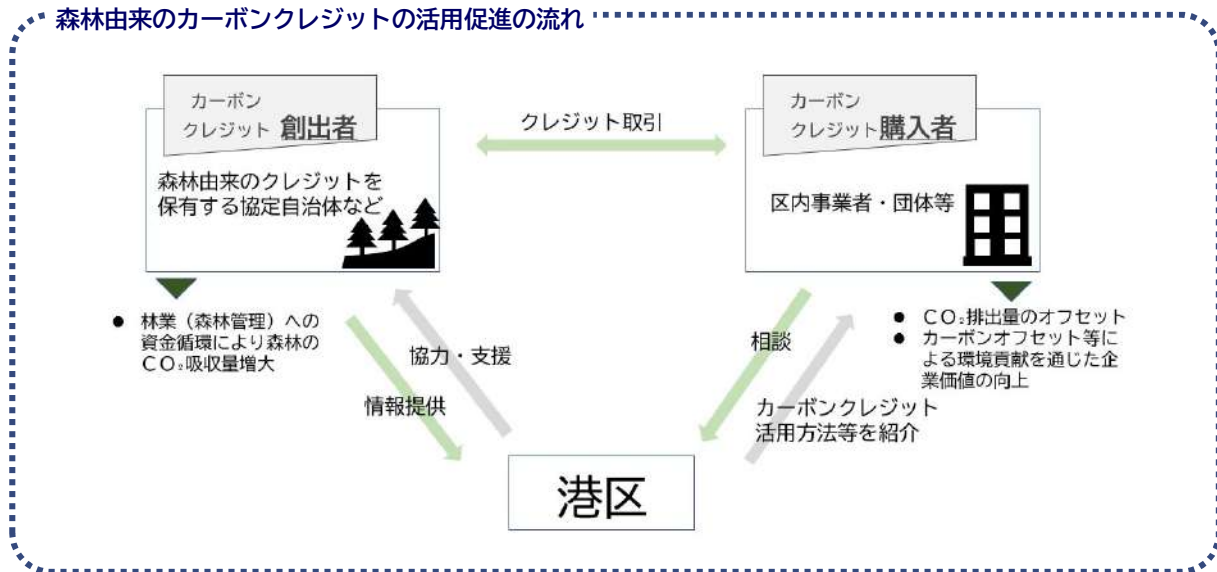 森林由来のカーボンクレジットの活用促進の流れ
カーボン
クレジット 創出者
森林由来のクレジットを
保有する協定自治体など
クレジット取引
カーボン
クレジット購入者
区内事業者・団体等
● 林業（森林管理）への
資金循環により森林の
CO₂吸収量増大
協力・支援
情報提供
相談
カーボンクレジット
活用方法等を紹介
● CO₂排出量のオフセット
● カーボンオフセット等に
よる環境貢献を通じた企
業価値の向上
港区